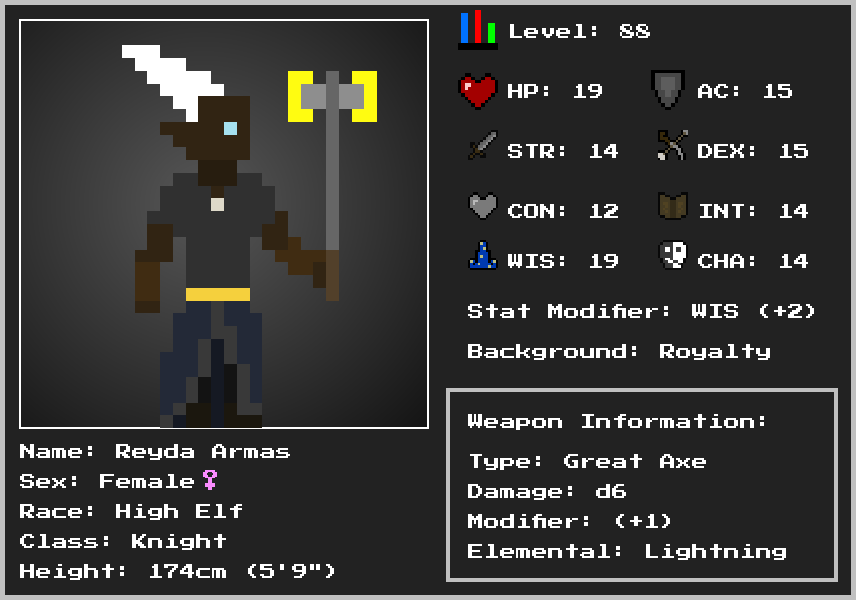 Level: 88
HP: 19 AC: 15
STR: 14 DEX: 15
CON: 12 INT: 14
WIS: 19 CHA: 14
Stat Modifier: WIS (+2)
Background: Royalty
Weapon Information:
Type: Great Axe
Damage: d6
Modifier: (+1)
Elemental: Lightning
Name: Reyda Armas
Sex: Female♀
Race: High Elf
Class: Knight
Height: 174cm (5'9")